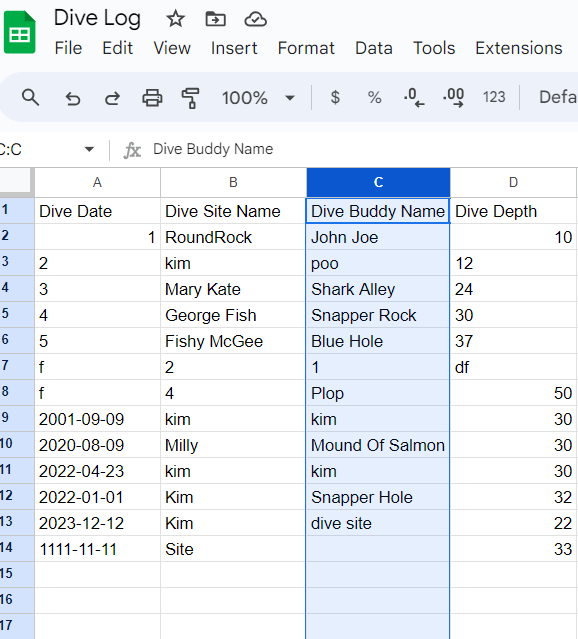 Dive Log
File Edit View Insert Format Data Tools Extensions
100% $ % .0 .00 123 Defa
C:C fx Dive Buddy Name
A B C D
1 Dive Date Dive Site Name Dive Buddy Name Dive Depth
2 1 RoundRock John Joe 10
3 2 kim poo 12
4 3 Mary Kate Shark Alley 24
5 4 George Fish Snapper Rock 30
6 5 Fishy McGee Blue Hole 37
7 f 2 1 df
8 f 4 Plop 50
9 2001-09-09 kim kim 30
10 2020-08-09 Milly Mound Of Salmon 30
11 2022-04-23 kim kim 30
12 2022-01-01 Kim Snapper Hole 32
13 2023-12-12 Kim dive site 22
14 1111-11-11 Site 33
15
16
17